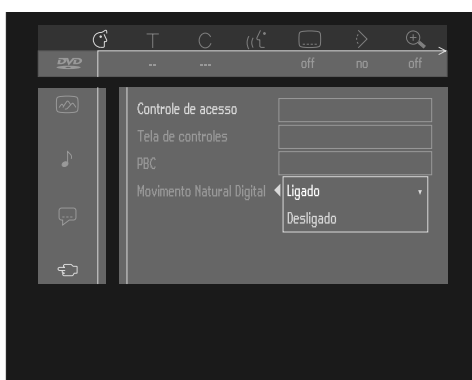 T C
DVD -- --- off no off
Controle de acesso
Tela de controles
PBC
Movimento Natural Digital Ligado
Desligado